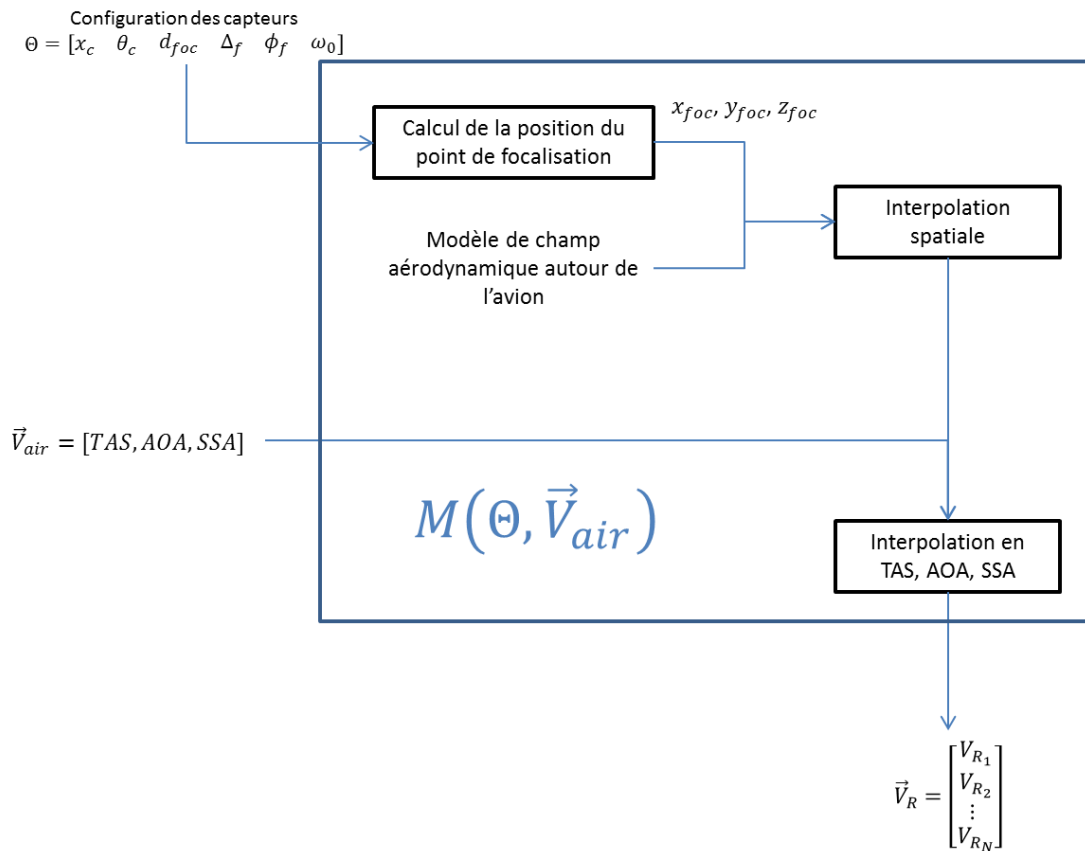 Configuration des capteurs
Θ = [x_c θ_c d_foc Δ_f ϕ_f ω_0]
x_foc, y_foc, z_foc
Calcul de la position du
point de focalisation
Interpolation
spatiale
Modèle de champ
aérodynamique autour de
l'avion
V⃗_air = [TAS, AOA, SSA]
M(Θ, V⃗_air)
Interpolation en
TAS, AOA, SSA
V⃗_R = [V_R₁
V_R₂
⋮
V_R_N]